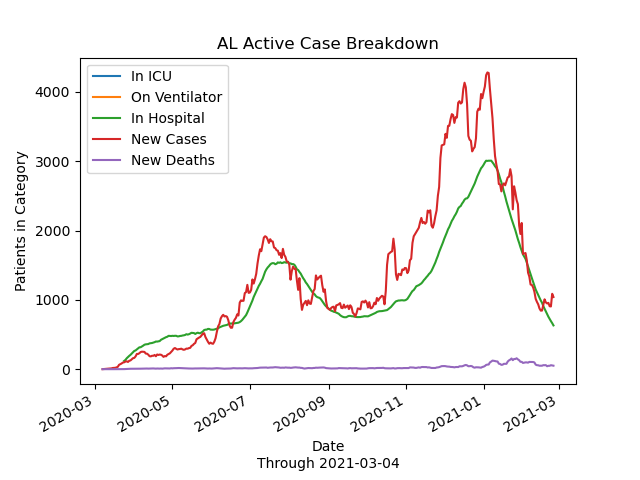 AL Active Case Breakdown
In ICU
On Ventilator
In Hospital
New Cases
New Deaths
Patients in Category
4000
3000
2000
1000
0
2020-03
2020-05
2020-07
2020-09
2020-11
2021-01
2021-03
Date
Through 2021-03-04